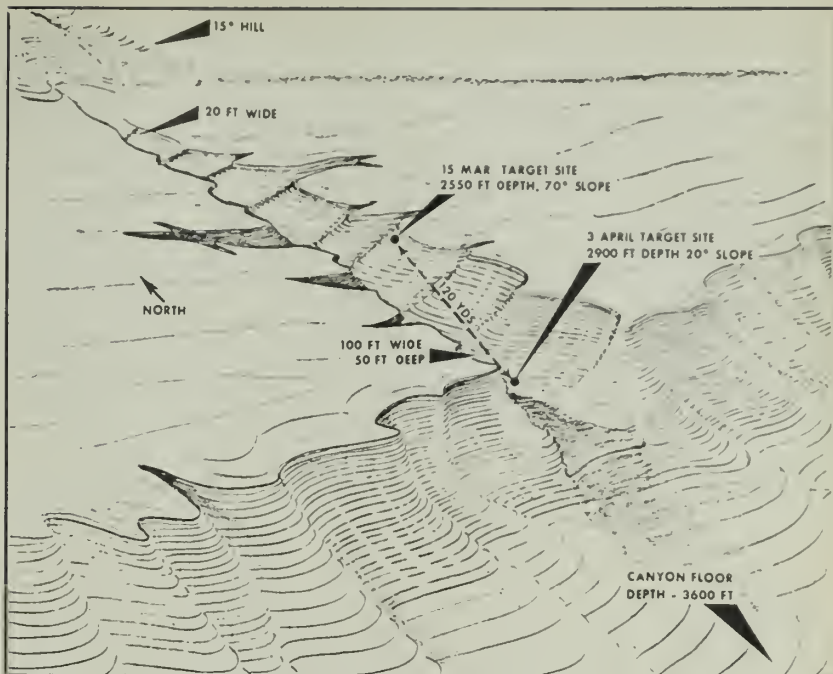 15° HILL
20 FT WIDE
15 MAR TARGET SITE
2550 FT DEPTH, 70° SLOPE
3 APRIL TARGET SITE
2900 FT DEPTH 20° SLOPE
120 YDS
NORTH
100 FT WIDE
50 FT DEEP
CANYON FLOOR
DEPTH - 3600 FT